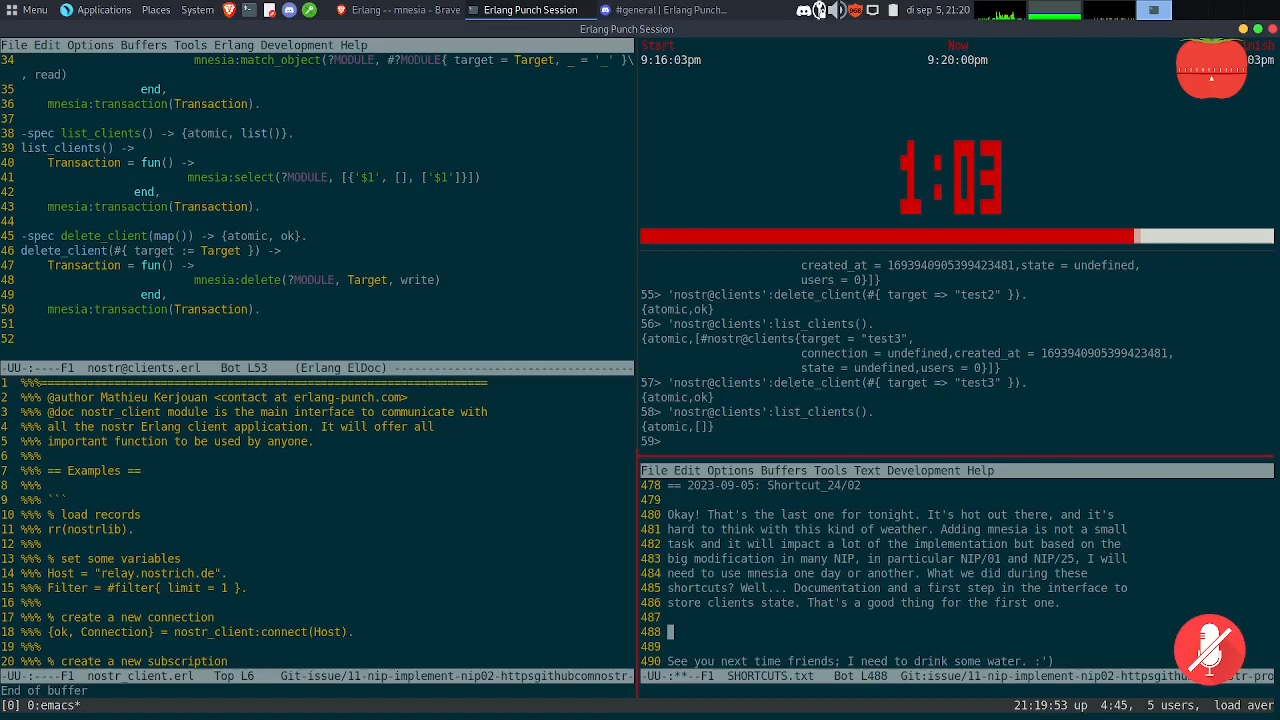 Menu Applications Places System Erlang -- mnesia - Brave Erlang Punch Session #general | Erlang Punc... 968 di sep 5, 21:20
Erlang Punch Session
File Edit Options Buffers Tools Erlang Development Help
34 mnesia:match_object(?MODULE, #?MODULE{ target = Target, _ = '_' }\
, read)
35 end,
36 mnesia:transaction(Transaction).
37
38 -spec list_clients() -> {atomic, list()}.
39 list_clients() ->
40 Transaction = fun() ->
41 mnesia:select(?MODULE, [{'$1', [], ['$1']}])
42 end,
43 mnesia:transaction(Transaction).
44
45 -spec delete_client(map()) -> {atomic, ok}.
46 delete_client(#{ target := Target }) ->
47 Transaction = fun() ->
48 mnesia:delete(?MODULE, Target, write)
49 end,
50 mnesia:transaction(Transaction).
51
52
-UU-:----F1 nostr@clients.erl Bot L53 (Erlang ElDoc) ------------------------------------
1 %%%===================================================================
2 %%% @author Mathieu Kerjouan <contact at erlang-punch.com>
3 %%% @doc nostr_client module is the main interface to communicate with
4 %%% all the nostr Erlang client application. It will offer all
5 %%% important function to be used by anyone.
6 %%%
7 %%% == Examples ==
8 %%%
9 %%% ```
10 %%% % load records
11 %%% rr(nostrlib).
12 %%%
13 %%% % set some variables
14 %%% Host = "relay.nostrich.de".
15 %%% Filter = #filter{ limit = 1 }.
16 %%%
17 %%% % create a new connection
18 %%% {ok, Connection} = nostr_client:connect(Host).
19 %%%
20 %%% % create a new subscription
-UU-:----F1 nostr_client.erl Top L6 Git-issue/11-nip-implement-nip02-httpsgithubcomnostr-
End of buffer
Start Now
9:16:03pm 9:20:00pm 03pm
1:03
created_at = 1693940905399423481,state = undefined,
users = 0}]}
55> 'nostr@clients':delete_client(#{ target => "test2" }).
{atomic,ok}
56> 'nostr@clients':list_clients().
{atomic,[#nostr@clients{target = "test3",
connection = undefined,created_at = 1693940905399423481,
state = undefined,users = 0}]}
57> 'nostr@clients':delete_client(#{ target => "test3" }).
{atomic,ok}
58> 'nostr@clients':list_clients().
{atomic,[]}
59>
File Edit Options Buffers Tools Text Development Help
478 == 2023-09-05: Shortcut_24/02
479
480 Okay! That's the last one for tonight. It's hot out there, and it's
481 hard to think with this kind of weather. Adding mnesia is not a small
482 task and it will impact a lot of the implementation but based on the
483 big modification in many NIP, in particular NIP/01 and NIP/25, I will
484 need to use mnesia one day or another. What we did during these
485 shortcuts? Well... Documentation and a first step in the interface to
486 store clients state. That's a good thing for the first one.
487
488
489
490 See you next time friends; I need to drink some water. :')
-UU-:**--F1 SHORTCUTS.txt Bot L488 Git:issue/11-nip-implement-nip02-httpsgithubcomnostr-pro
[0] 0:emacs* 21:19:53 up 4:45, 5 users, load aver